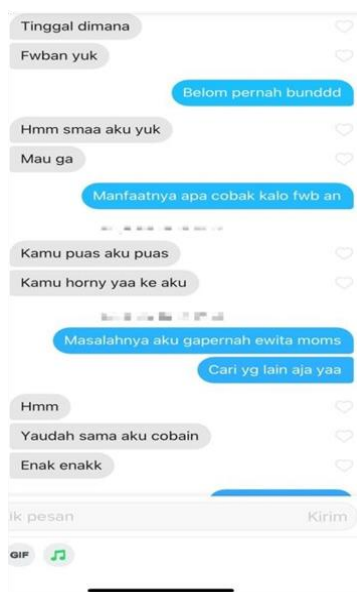 Tinggal dimana
Fwban yuk
Belom pernah bunddd
Hmm smaa aku yuk
Mau ga
Manfaatnya apa cobak kalo fwb an
Kamu puas aku puas
Kamu horny yaa ke aku
Masalahnya aku gapernah ewita moms
Cari yg lain aja yaa
Hmm
Yaudah sama aku cobain
Enak enakk
ik pesan
Kirim
GIF